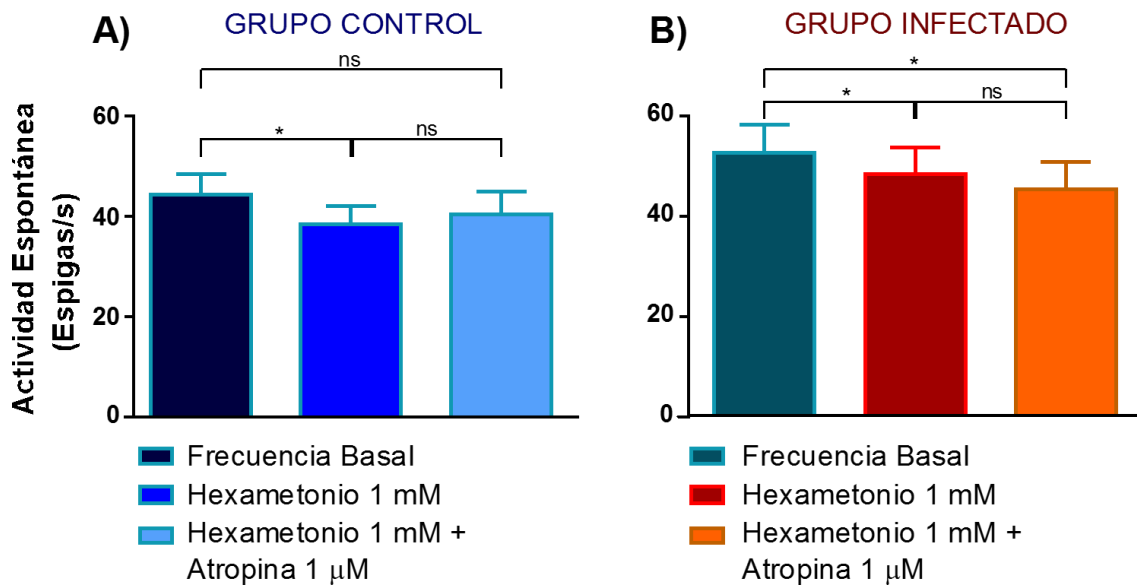 A)
GRUPO CONTROL
ns
*
ns
60
40
20
0
Actividad Espontánea
(Espigas/s)
Frecuencia Basal
Hexametonio 1 mM
Hexametonio 1 mM +
Atropina 1 μM
B)
GRUPO INFECTADO
*
*
ns
60
40
20
0
Frecuencia Basal
Hexametonio 1 mM
Hexametonio 1 mM +
Atropina 1 μM